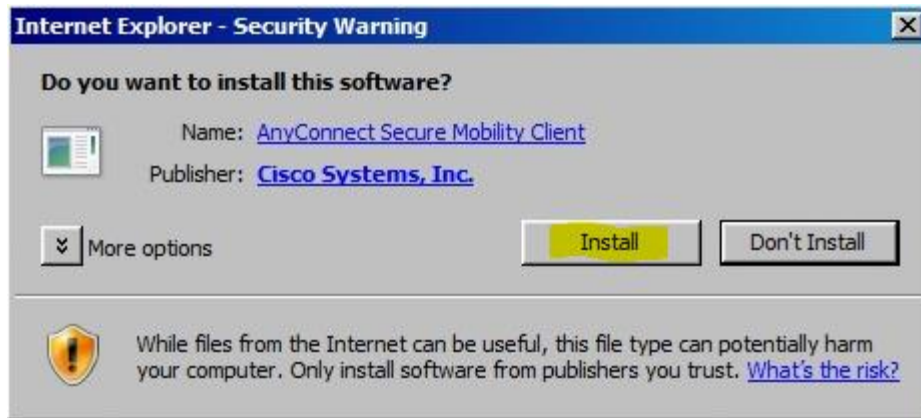 Internet Explorer - Security Warning
Do you want to install this software?
Name: AnyConnect Secure Mobility Client
Publisher: Cisco Systems, Inc.
More options
Install
Don't Install
While files from the Internet can be useful, this file type can potentially harm
your computer. Only install software from publishers you trust. What's the risk?